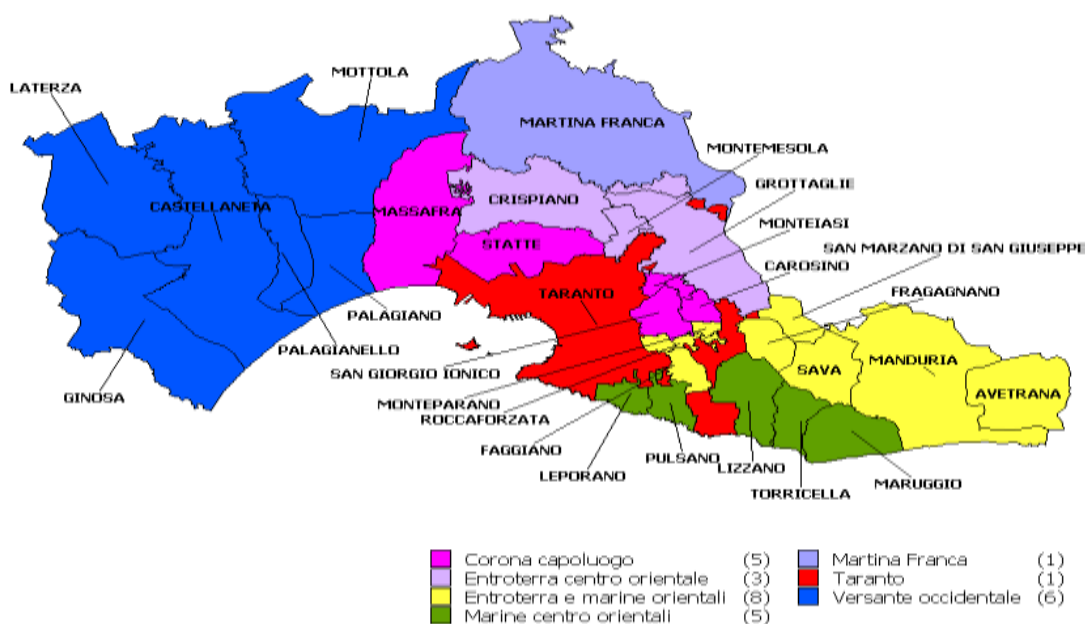 MOTTOLA
LATERZA
MARTINA FRANCA
MONTEMESOLA
GROTTAGLIE
CASTELLANETA
MASSAFRA
CRISPIANO
MONTEIASI
STATTE
SAN MARZANO DI SAN GIUSEPPE
CAROSINO
FRAGAGNANO
TARANTO
PALAGIANO
PALAGIANELLO
SAN GIORGIO IONICO
SAVA
MANDURIA
AVETRANA
GINOSA
MONTEPARANO
ROCCAFORZATA
FAGGIANO
PULSANO
LEPORANO
LIZZANO
TORRICELLA
MARUGGIO
Corona capoluogo (5)
Entroterra centro orientale (3)
Entroterra e marine orientali (8)
Marine centro orientali (5)
Martina Franca (1)
Taranto (1)
Versante occidentale (6)